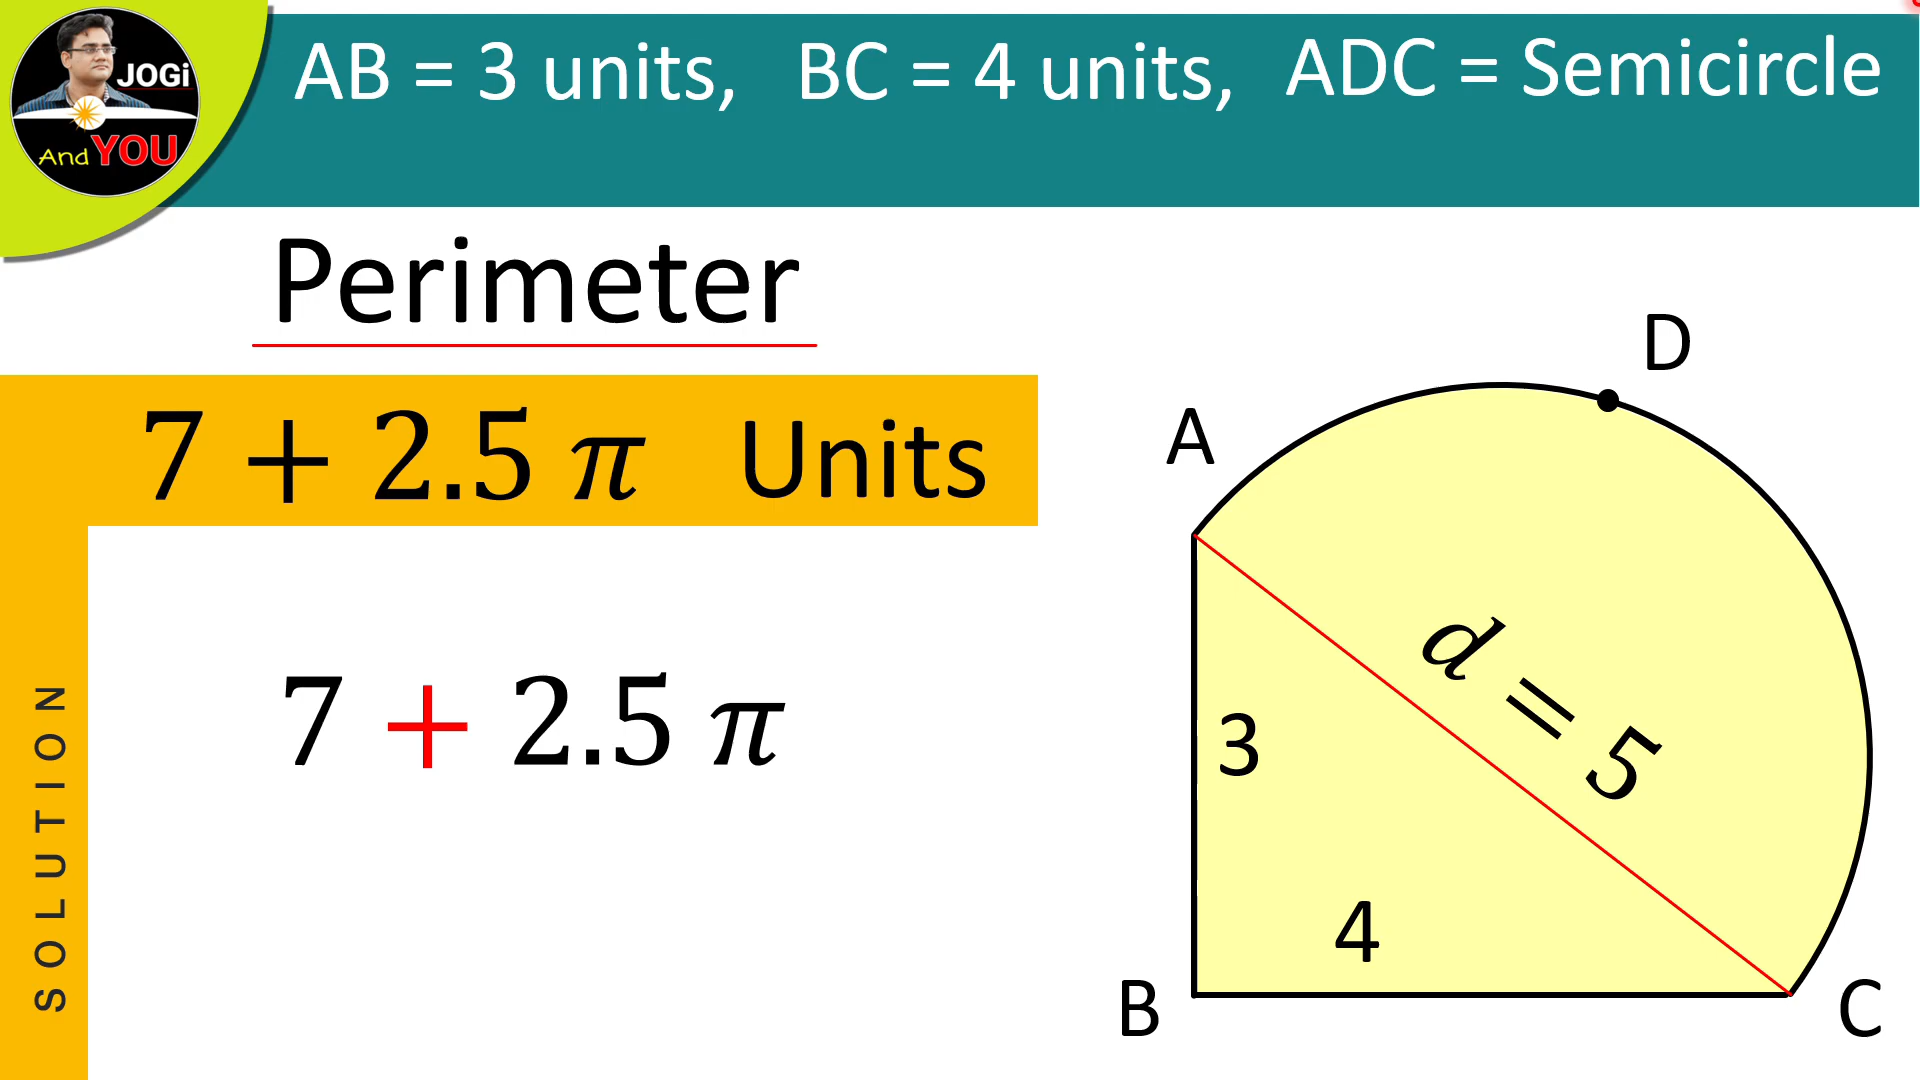 JOGi
And YOU
AB = 3 units, BC = 4 units, ADC = Semicircle
Perimeter
7 + 2.5 π Units
7 + 2.5 π
SOLUTION
D
A
d = 5
3
4
B
C